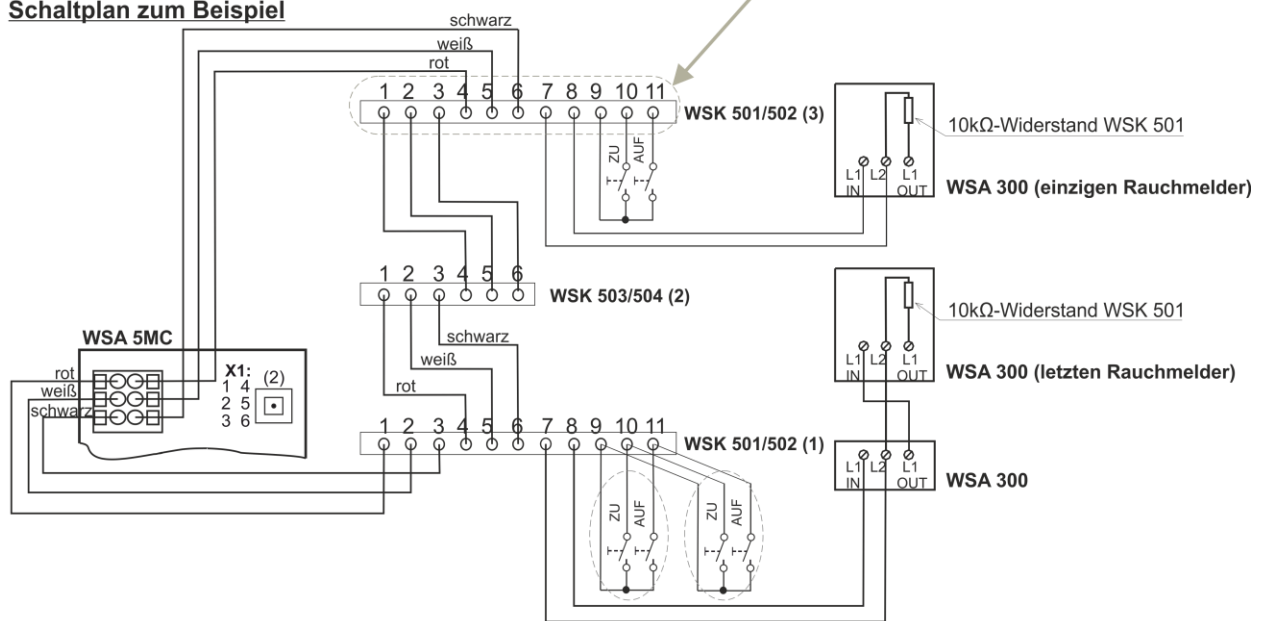 Schaltplan zum Beispiel
schwarz
weiß
rot
1 2 3 4 5 6 7 8 9 10 11
WSK 501/502 (3)
ZU
AUF
10kΩ-Widerstand WSK 501
L1 L2 L1
IN OUT
WSA 300 (einzigen Rauchmelder)
1 2 3 4 5 6
WSK 503/504 (2)
10kΩ-Widerstand WSK 501
L1 L2 L1
IN OUT
WSA 300 (letzten Rauchmelder)
WSA 5MC
rot
weiß
schwarz
X1:
1 4
2 5
3 6
(2)
schwarz
weiß
rot
1 2 3 4 5 6 7 8 9 10 11
WSK 501/502 (1)
L1 L2 L1
IN OUT
WSA 300
ZU
AUF
ZU
AUF